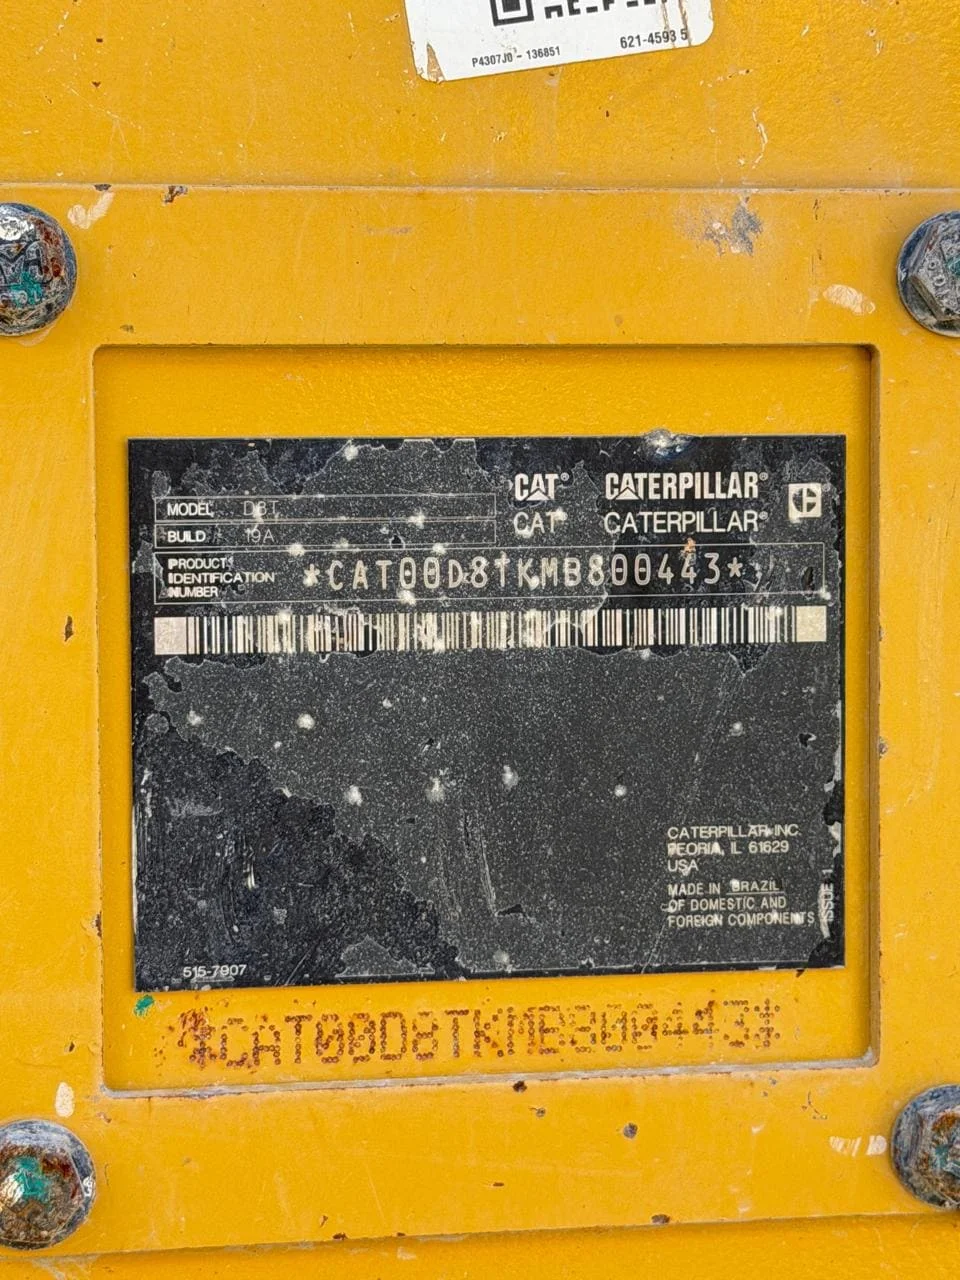 P4307J0 - 136851
621-4593 5
CAT® CATERPILLAR®
CAT® CATERPILLAR®
MODEL D8T
BUILD 19A
PRODUCT
IDENTIFICATION
NUMBER
*CAT00D8TKMB800443*
CATERPILLAR INC.
PEORIA, IL 61629
USA
MADE IN BRAZIL
OF DOMESTIC AND
FOREIGN COMPONENTS
ISSUE 1
515-7907
*CAT00D8TKMB800443*